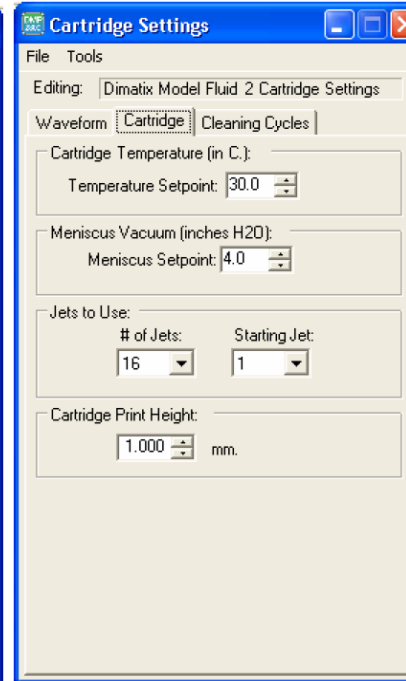 Cartridge Settings
File Tools
Editing: Dimatix Model Fluid 2 Cartridge Settings
Waveform Cartridge Cleaning Cycles
Cartridge Temperature (in C.):
Temperature Setpoint: 30.0
Meniscus Vacuum (inches H2O):
Meniscus Setpoint: 4.0
Jets to Use:
# of Jets: Starting Jet:
16 1
Cartridge Print Height:
1.000 mm.